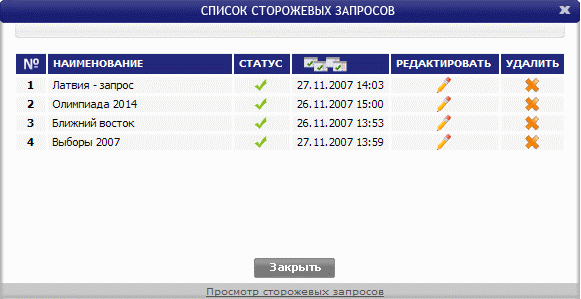 СПИСОК СТОРОЖЕВЫХ ЗАПРОСОВ
№ НАИМЕНОВАНИЕ СТАТУС РЕДАКТИРОВАТЬ УДАЛИТЬ
1 Латвия - запрос 27.11.2007 14:03
2 Олимпиада 2014 26.11.2007 15:00
3 Ближний восток 26.11.2007 13:53
4 Выборы 2007 27.11.2007 13:59
Закрыть
Просмотр сторожевых запросов